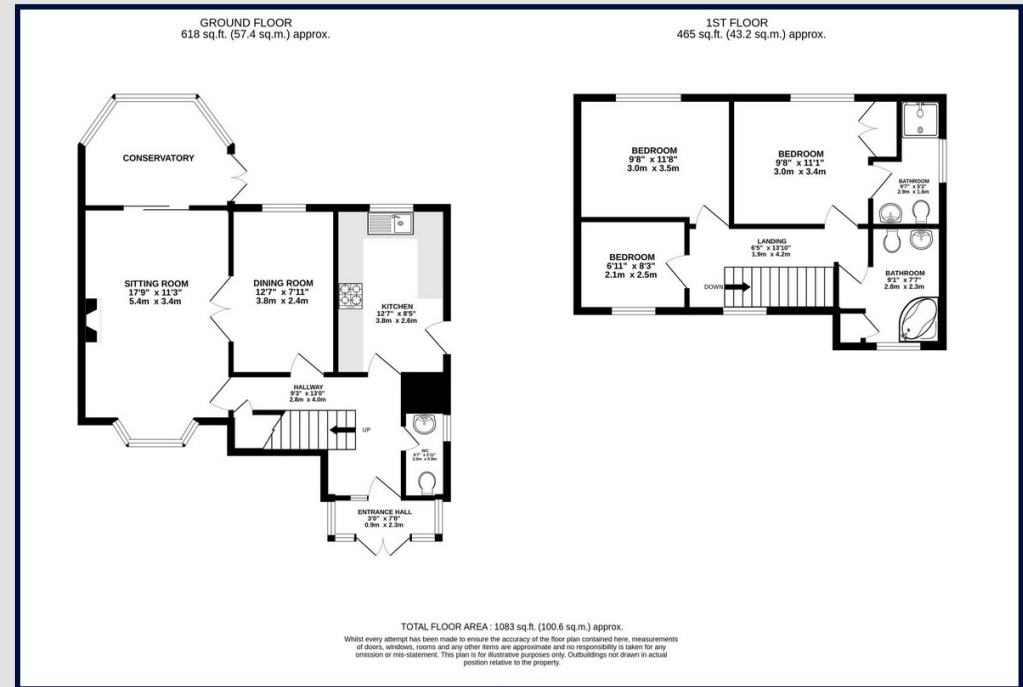 GROUND FLOOR
618 sq.ft. (57.4 sq.m.) approx.
1ST FLOOR
465 sq.ft. (43.2 sq.m.) approx.
CONSERVATORY
SITTING ROOM
17'9" x 11'3"
5.4m x 3.4m
DINING ROOM
12'7" x 7'11"
3.8m x 2.4m
KITCHEN
12'7" x 8'5"
3.8m x 2.6m
HALLWAY
9'3" x 13'0"
2.8m x 4.0m
UP
WC
ENTRANCE HALL
3'0" x 7'8"
0.9m x 2.3m
BEDROOM
9'8" x 11'8"
3.0m x 3.5m
BEDROOM
9'8" x 11'1"
3.0m x 3.4m
BATHROOM
9'7" x 5'3"
2.9m x 1.6m
BEDROOM
6'11" x 8'3"
2.1m x 2.5m
LANDING
6'5" x 13'10"
1.9m x 4.2m
DOWN
BATHROOM
9'1" x 7'7"
2.8m x 2.3m
TOTAL FLOOR AREA : 1083 sq.ft. (100.6 sq.m.) approx.
Whilst every attempt has been made to ensure the accuracy of the floor plan contained here, measurements
of doors, windows, rooms and any other items are approximate and no responsibility is taken for any
omission or mis-statement. This plan is for illustrative purposes only. Outbuildings not drawn in actual
position relative to the property.